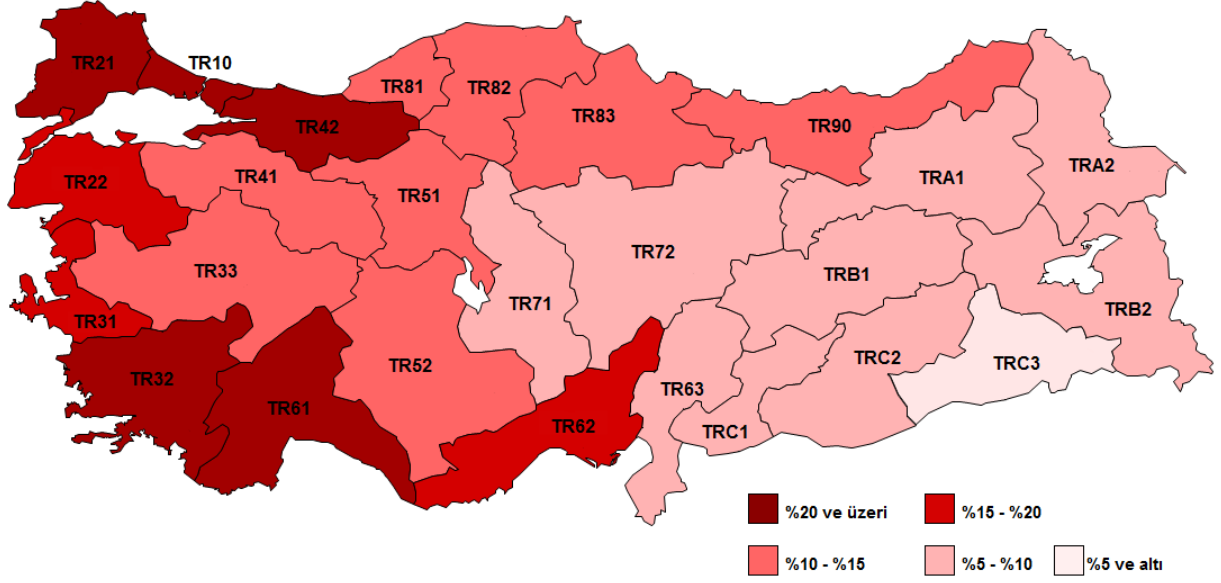 TR21
TR10
TR81
TR82
TR83
TR42
TR90
TR22
TR41
TR51
TRA1
TRA2
TR33
TR72
TRB1
TR71
TRB2
TR31
TR32
TR52
TR61
TR62
TR63
TRC2
TRC3
TRC1
%20 ve üzeri
%15 - %20
%10 - %15
%5 - %10
%5 ve altı